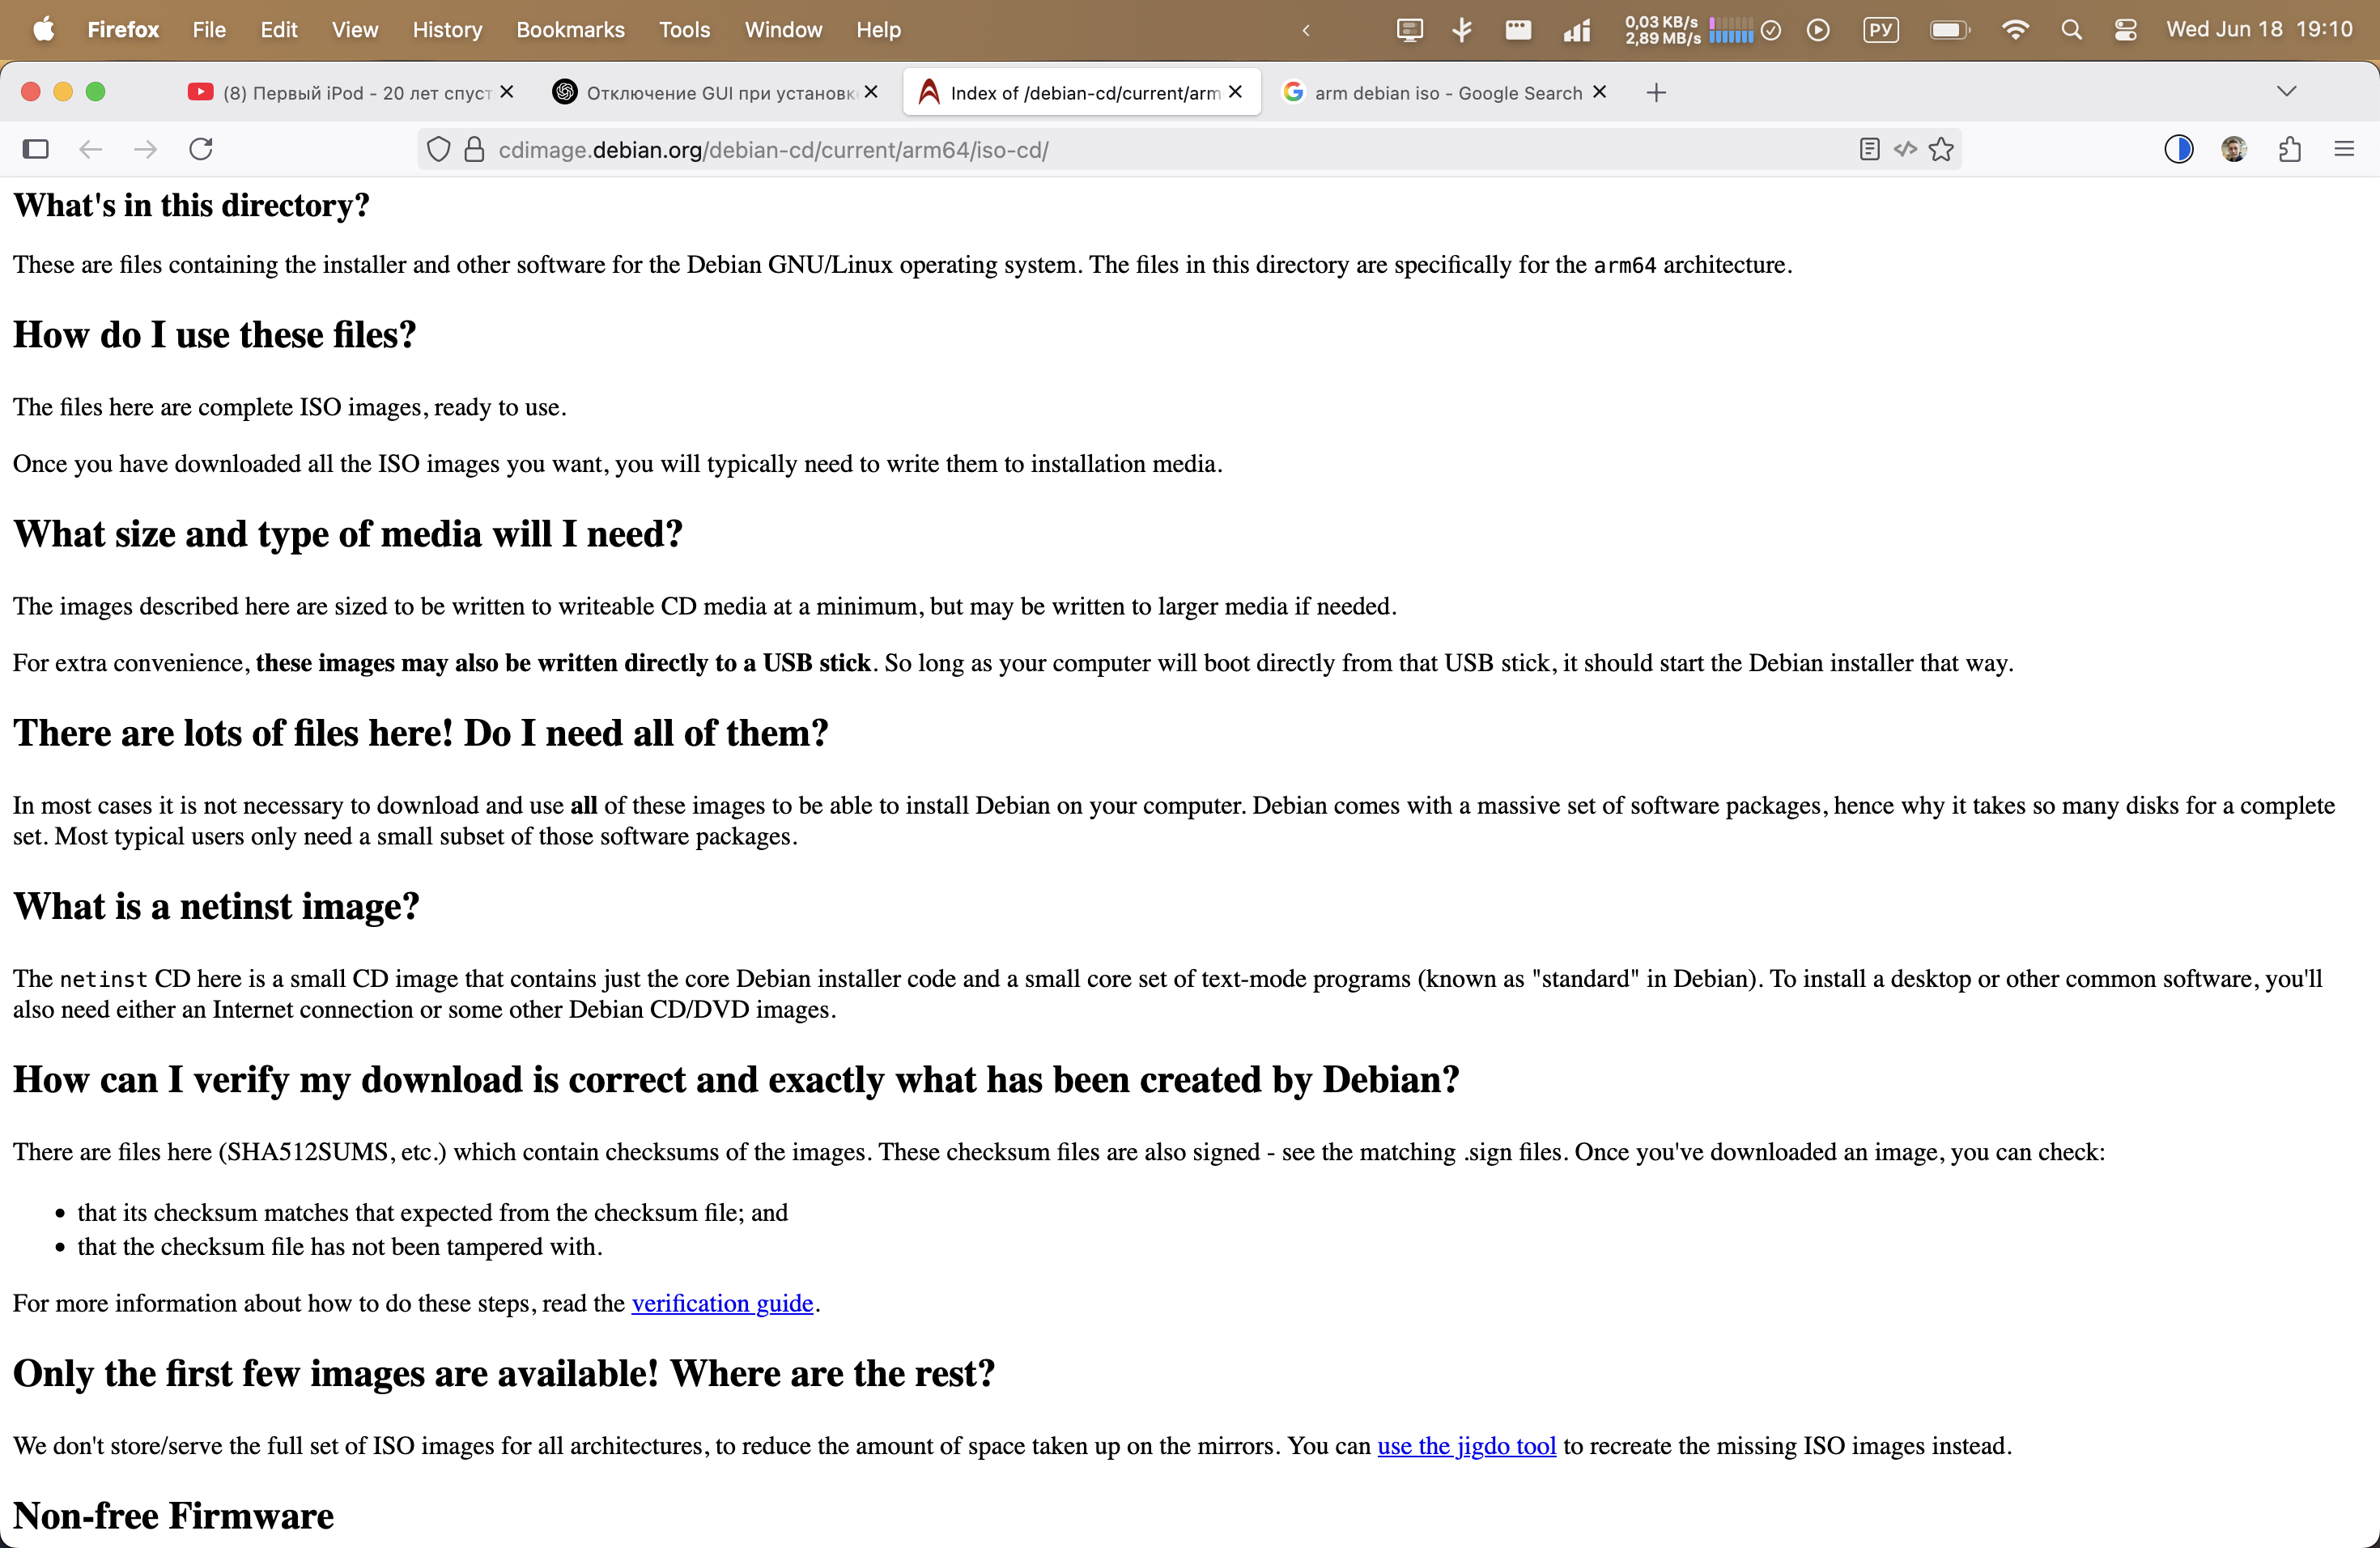 Firefox File Edit View History Bookmarks Tools Window Help 0,03 KB/s 2,89 MB/s РУ Wed Jun 18 19:10
(8) Первый iPod - 20 лет спуст Отключение GUI при установк Index of /debian-cd/current/arm arm debian iso - Google Search
cdimage.debian.org/debian-cd/current/arm64/iso-cd/
What's in this directory?
These are files containing the installer and other software for the Debian GNU/Linux operating system. The files in this directory are specifically for the arm64 architecture.
How do I use these files?
The files here are complete ISO images, ready to use.
Once you have downloaded all the ISO images you want, you will typically need to write them to installation media.
What size and type of media will I need?
The images described here are sized to be written to writeable CD media at a minimum, but may be written to larger media if needed.
For extra convenience, these images may also be written directly to a USB stick. So long as your computer will boot directly from that USB stick, it should start the Debian installer that way.
There are lots of files here! Do I need all of them?
In most cases it is not necessary to download and use all of these images to be able to install Debian on your computer. Debian comes with a massive set of software packages, hence why it takes so many disks for a complete
set. Most typical users only need a small subset of those software packages.
What is a netinst image?
The netinst CD here is a small CD image that contains just the core Debian installer code and a small core set of text-mode programs (known as "standard" in Debian). To install a desktop or other common software, you'll
also need either an Internet connection or some other Debian CD/DVD images.
How can I verify my download is correct and exactly what has been created by Debian?
There are files here (SHA512SUMS, etc.) which contain checksums of the images. These checksum files are also signed - see the matching .sign files. Once you've downloaded an image, you can check:
• that its checksum matches that expected from the checksum file; and
• that the checksum file has not been tampered with.
For more information about how to do these steps, read the verification guide.
Only the first few images are available! Where are the rest?
We don't store/serve the full set of ISO images for all architectures, to reduce the amount of space taken up on the mirrors. You can use the jigdo tool to recreate the missing ISO images instead.
Non-free Firmware